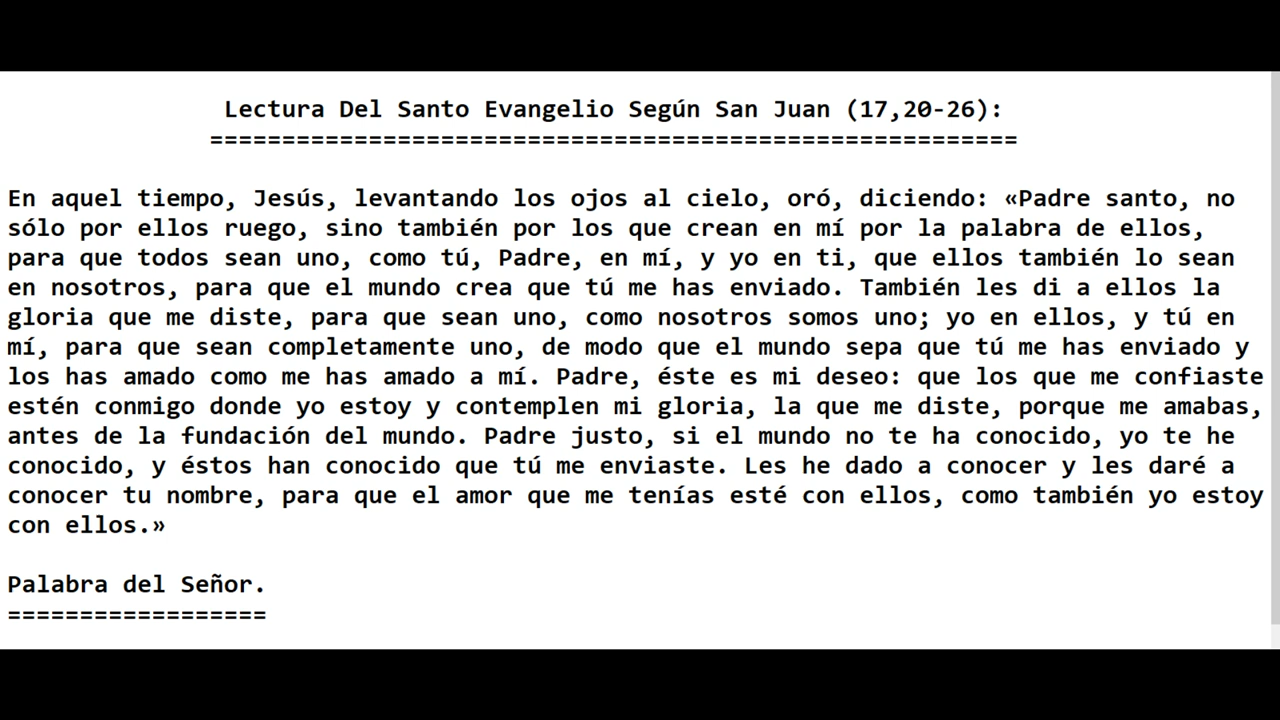 Lectura Del Santo Evangelio Según San Juan (17,20-26):
========================================================
En aquel tiempo, Jesús, levantando los ojos al cielo, oró, diciendo: «Padre santo, no
sólo por ellos ruego, sino también por los que crean en mí por la palabra de ellos,
para que todos sean uno, como tú, Padre, en mí, y yo en ti, que ellos también lo sean
en nosotros, para que el mundo crea que tú me has enviado. También les di a ellos la
gloria que me diste, para que sean uno, como nosotros somos uno; yo en ellos, y tú en
mí, para que sean completamente uno, de modo que el mundo sepa que tú me has enviado y
los has amado como me has amado a mí. Padre, éste es mi deseo: que los que me confiaste
estén conmigo donde yo estoy y contemplen mi gloria, la que me diste, porque me amabas,
antes de la fundación del mundo. Padre justo, si el mundo no te ha conocido, yo te he
conocido, y éstos han conocido que tú me enviaste. Les he dado a conocer y les daré a
conocer tu nombre, para que el amor que me tenías esté con ellos, como también yo estoy
con ellos.»
Palabra del Señor.
==================